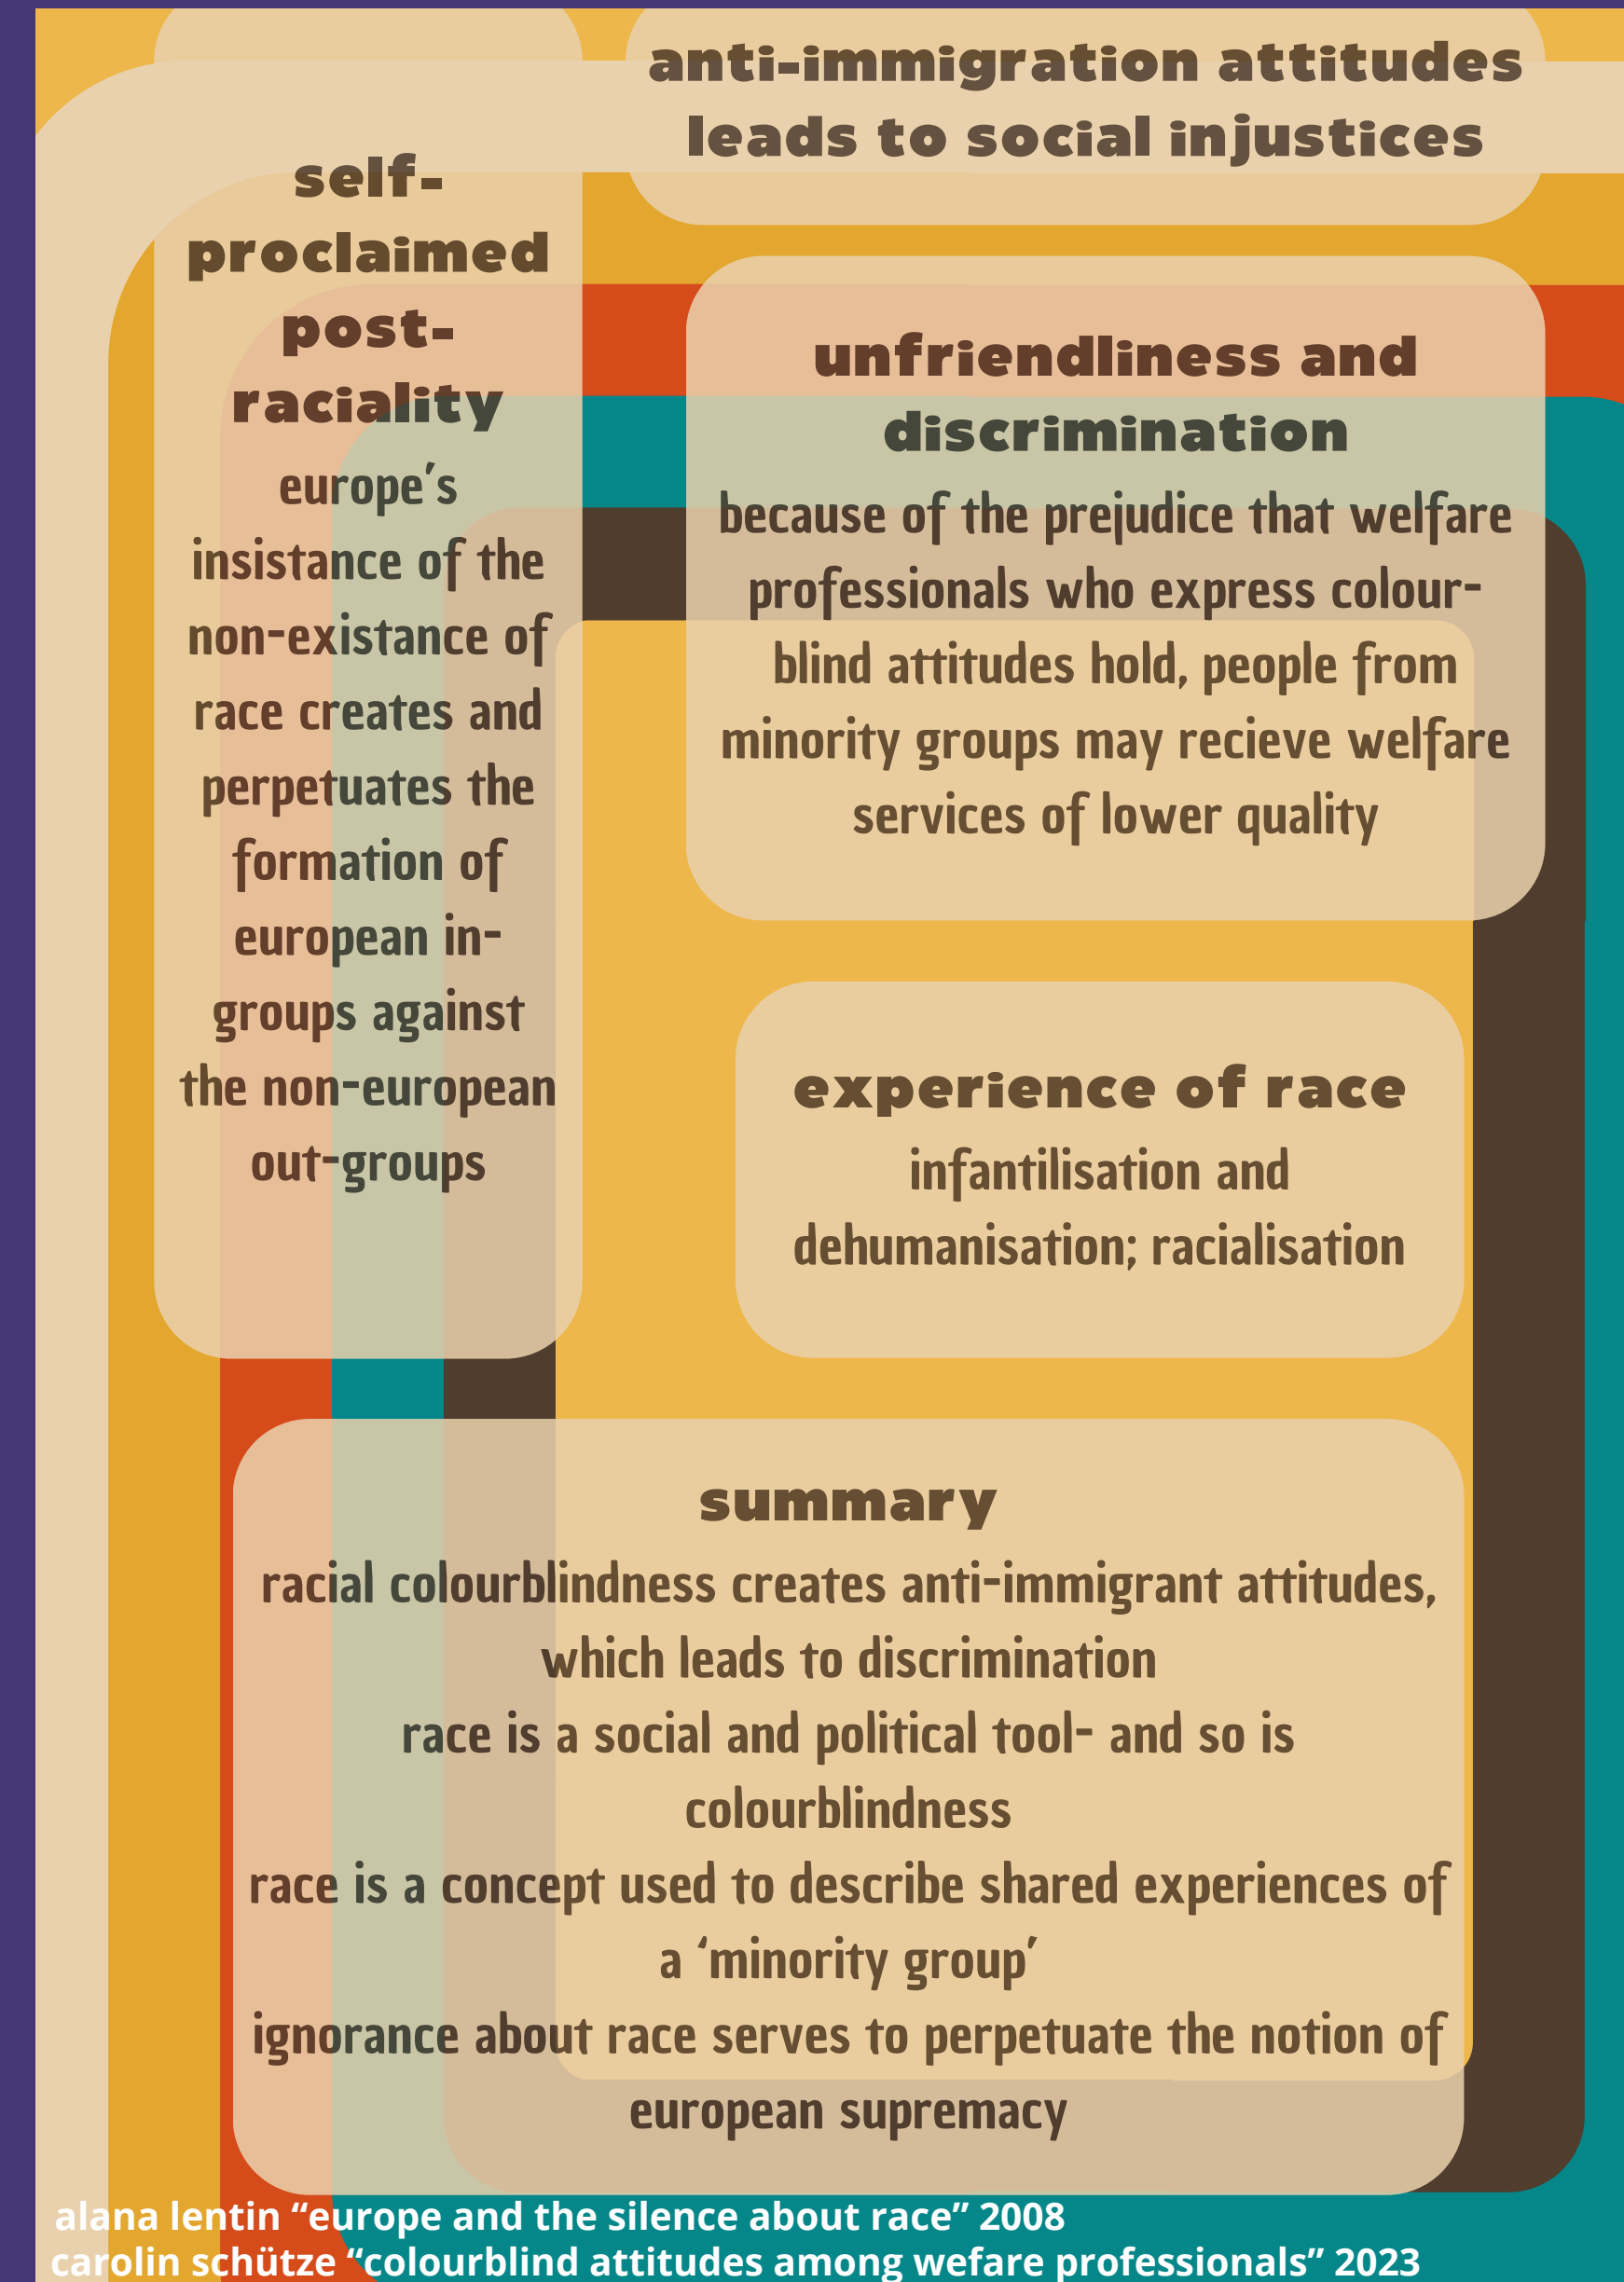 anti-immigration attitudes
leads to social injustices
self-
proclaimed
post-
raciality
europe's
insistance of the
non-existance of
race creates and
perpetuates the
formation of
european in-
groups against
the non-european
out-groups
unfriendliness and
discrimination
because of the prejudice that welfare
professionals who express colour-
blind attitudes hold, people from
minority groups may recieve welfare
services of lower quality
experience of race
infantilisation and
dehumanisation; racialisation
summary
racial colourblindness creates anti-immigrant attitudes,
which leads to discrimination
race is a social and political tool- and so is
colourblindness
race is a concept used to describe shared experiences of
a ‘minority group’
ignorance about race serves to perpetuate the notion of
european supremacy
alana lentin “europe and the silence about race” 2008
carolin schütze “colourblind attitudes among wefare professionals” 2023